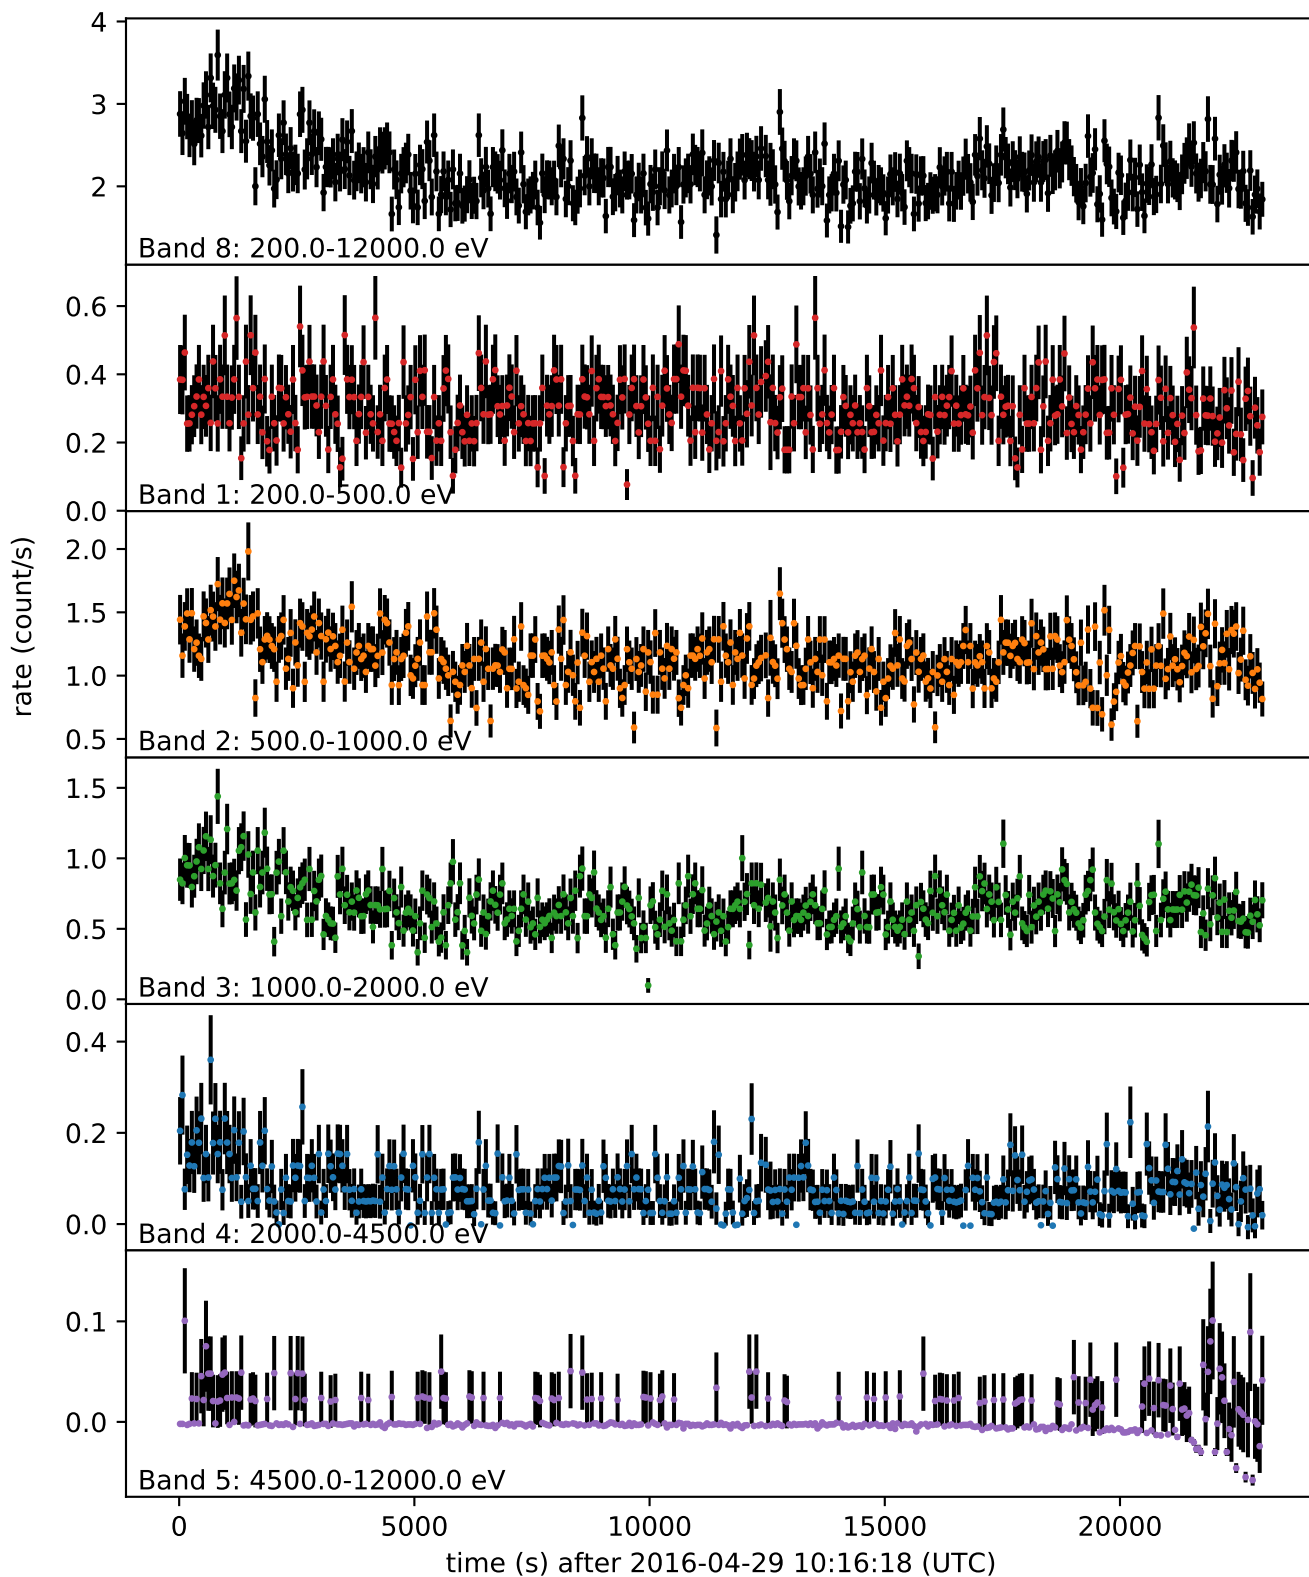 4
3
2
Band 8: 200.0-12000.0 eV
0.6
0.4
0.2
0.0
Band 1: 200.0-500.0 eV
2.0
1.5
1.0
0.5
Band 2: 500.0-1000.0 eV
rate (count/s)
1.5
1.0
0.5
0.0
Band 3: 1000.0-2000.0 eV
0.4
0.2
0.0
Band 4: 2000.0-4500.0 eV
0.1
0.0
Band 5: 4500.0-12000.0 eV
0 5000 10000 15000 20000
time (s) after 2016-04-29 10:16:18 (UTC)